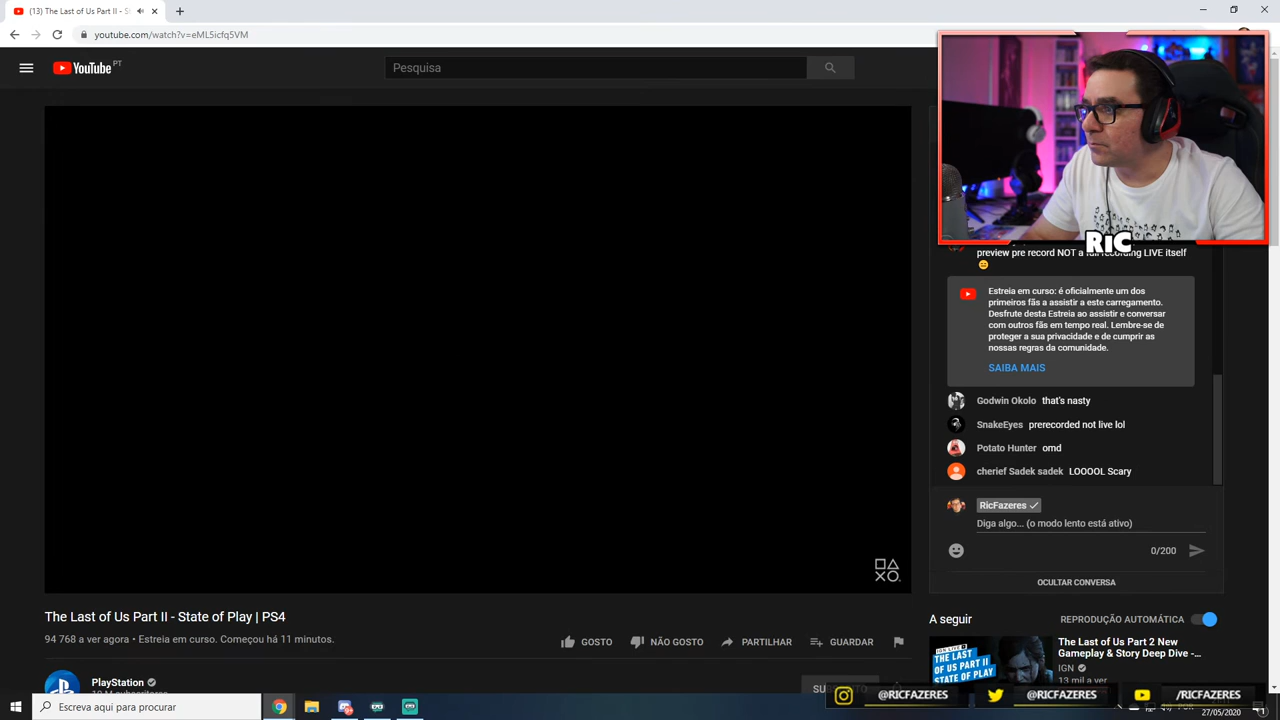 (13) The Last of Us Part II - S
youtube.com/watch?v=eML5icfq5VM
YouTube PT
Pesquisa
RIC
preview pre record NOT a full recording LIVE itself
Estreia em curso: é oficialmente um dos
primeiros fãs a assistir a este carregamento.
Desfrute desta Estreia ao assistir e conversar
com outros fãs em tempo real. Lembre-se de
proteger a sua privacidade e de cumprir as
nossas regras da comunidade.
SAIBA MAIS
Godwin Okolo that's nasty
SnakeEyes prerecorded not live lol
Potato Hunter omd
cherief Sadek sadek LOOOOL Scary
RicFazeres
Diga algo... (o modo lento está ativo)
0/200
OCULTAR CONVERSA
The Last of Us Part II - State of Play | PS4
94 768 a ver agora • Estreia em curso. Começou há 11 minutos.
GOSTO NÃO GOSTO PARTILHAR GUARDAR
PlayStation
A seguir REPRODUÇÃO AUTOMÁTICA
IGN LIVE
THE LAST
OF US PART II
STATE OF PLAY
The Last of Us Part 2 New
Gameplay & Story Deep Dive -...
IGN
13 mil a ver
@RICFAZERES @RICFAZERES /RICFAZERES
Escreva aqui para procurar
27/05/2020